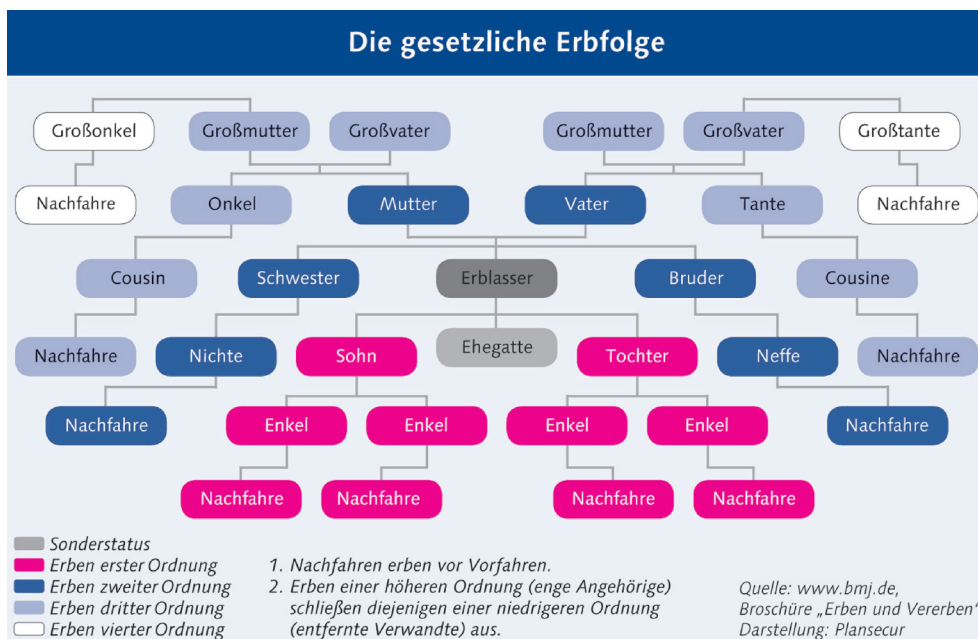 Die gesetzliche Erbfolge
Großonkel Großmutter Großvater Großmutter Großvater Großtante
Nachfahre Onkel Mutter Vater Tante Nachfahre
Cousin Schwester Erblasser Bruder Cousine
Nachfahre Nichte Sohn Ehegatte Tochter Neffe Nachfahre
Nachfahre Enkel Enkel Enkel Enkel Nachfahre
Nachfahre Nachfahre Nachfahre Nachfahre
Sonderstatus
Erben erster Ordnung
Erben zweiter Ordnung
Erben dritter Ordnung
Erben vierter Ordnung
1. Nachfahren erben vor Vorfahren.
2. Erben einer höheren Ordnung (enge Angehörige)
schließen diejenigen einer niedrigeren Ordnung
(entfernte Verwandte) aus.
Quelle: www.bmj.de,
Broschüre „Erben und Vererben“
Darstellung: Plansecur